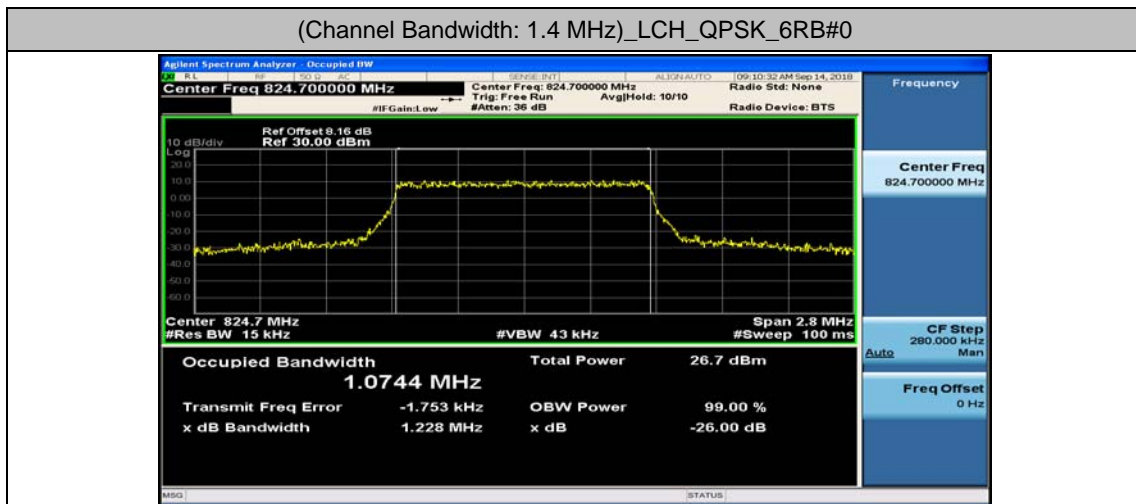 (Channel Bandwidth: 1.4 MHz)_LCH_QPSK_6RB#0
Agilent Spectrum Analyzer - Occupied BW
RL RF 50 Ω AC SENSE:INT ALIGN AUTO 09:10:32 AM Sep 14, 2018
Center Freq 824.700000 MHz Center Freq: 824.700000 MHz Radio Std: None
Trig: Free Run Avg|Hold: 10/10
#IFGain:Low #Atten: 36 dB Radio Device: BTS
Ref Offset 8.16 dB
10 dB/div Ref 30.00 dBm
Log
20.0
10.0
0.00
-10.0
-20.0
-30.0
-40.0
-50.0
-60.0
Center 824.7 MHz Span 2.8 MHz
#Res BW 15 kHz #VBW 43 kHz #Sweep 100 ms
Occupied Bandwidth Total Power 26.7 dBm
1.0744 MHz
Transmit Freq Error -1.753 kHz OBW Power 99.00 %
x dB Bandwidth 1.228 MHz x dB -26.00 dB
MSG STATUS
Frequency
Center Freq
824.700000 MHz
CF Step
280.000 kHz
Auto Man
Freq Offset
0 Hz